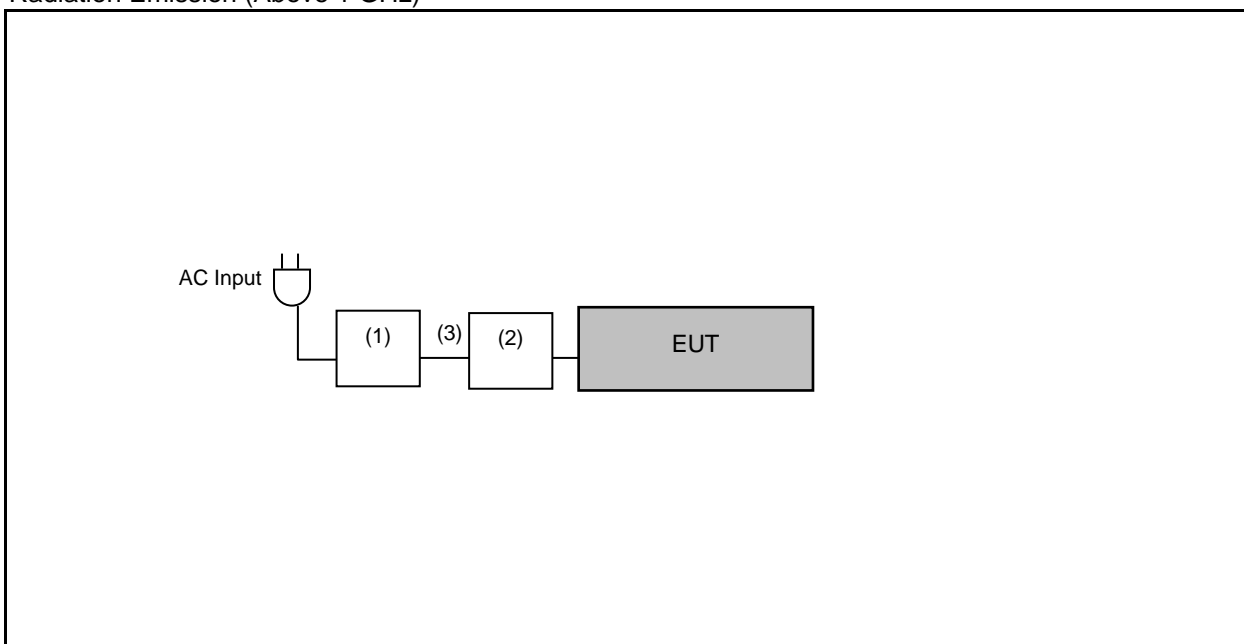 Radiation Emission (Above 1 GHz)
AC Input
(1)
(3)
(2)
EUT